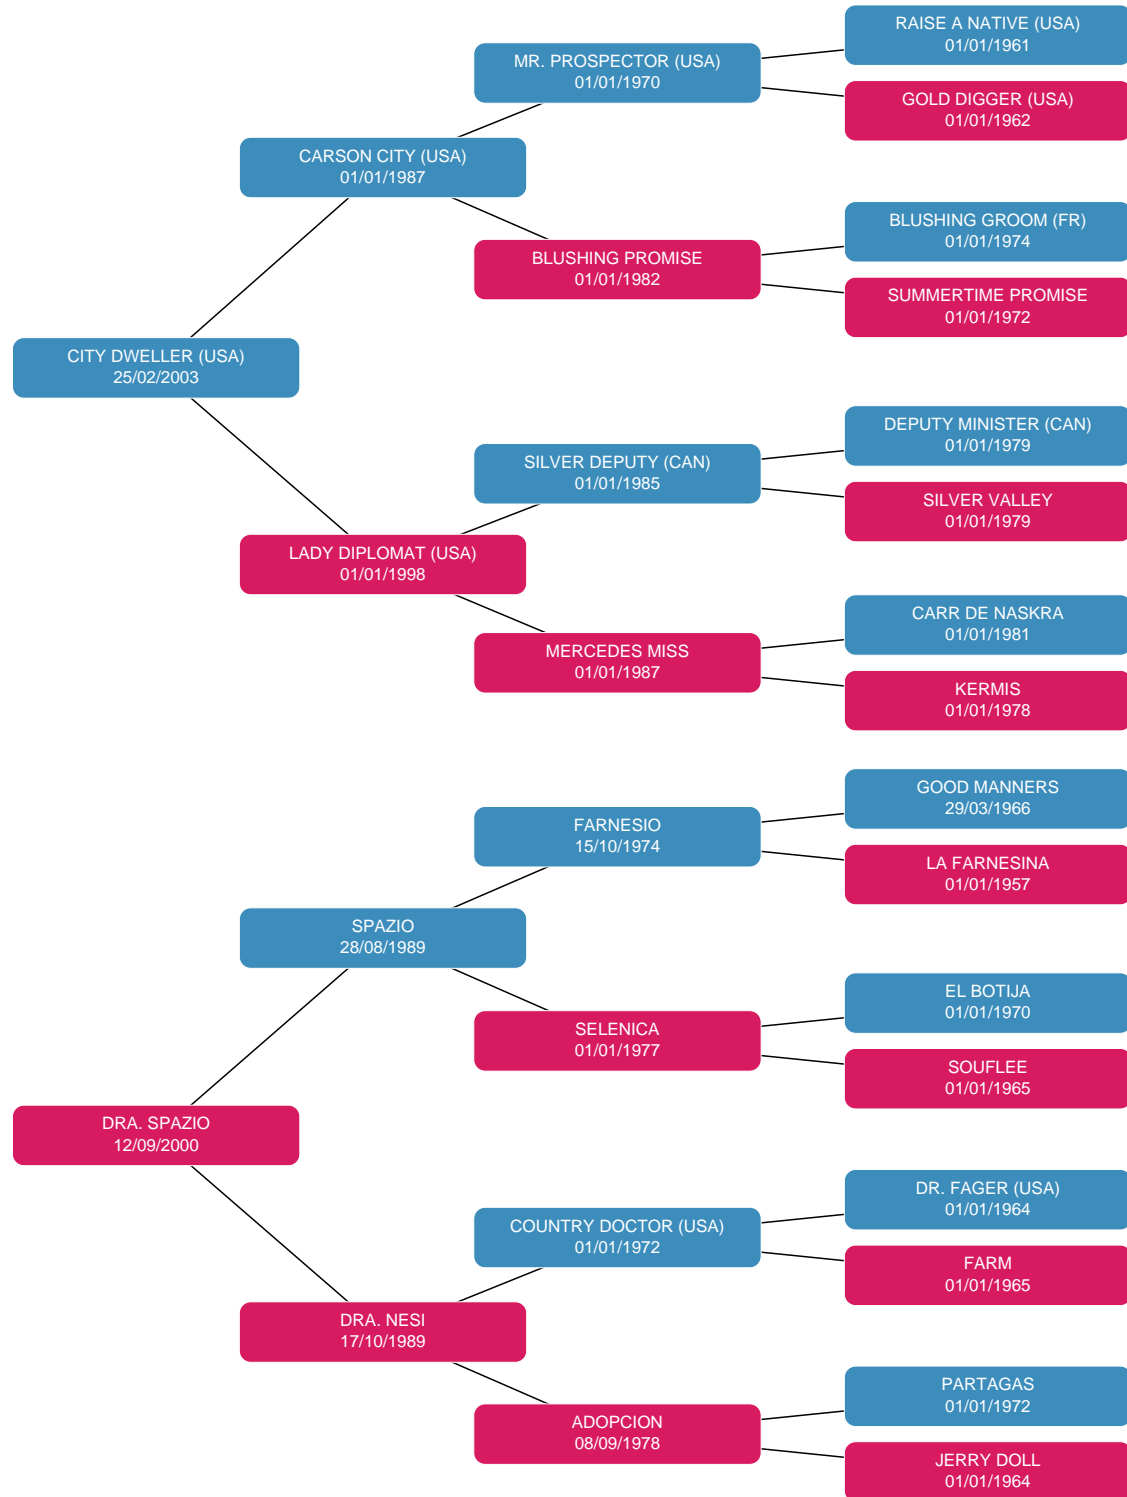 RAISE A NATIVE (USA)
01/01/1961
MR. PROSPECTOR (USA)
01/01/1970
GOLD DIGGER (USA)
01/01/1962
CARSON CITY (USA)
01/01/1987
BLUSHING GROOM (FR)
01/01/1974
BLUSHING PROMISE
01/01/1982
SUMMERTIME PROMISE
01/01/1972
CITY DWELLER (USA)
25/02/2003
DEPUTY MINISTER (CAN)
01/01/1979
SILVER DEPUTY (CAN)
01/01/1985
SILVER VALLEY
01/01/1979
LADY DIPLOMAT (USA)
01/01/1998
CARR DE NASKRA
01/01/1981
MERCEDES MISS
01/01/1987
KERMIS
01/01/1978
GOOD MANNERS
29/03/1966
FARNESIO
15/10/1974
LA FARNESINA
01/01/1957
SPAZIO
28/08/1989
EL BOTIJA
01/01/1970
SELENICA
01/01/1977
SOUFLEE
01/01/1965
DRA. SPAZIO
12/09/2000
DR. FAGER (USA)
01/01/1964
COUNTRY DOCTOR (USA)
01/01/1972
FARM
01/01/1965
DRA. NESI
17/10/1989
PARTAGAS
01/01/1972
ADOPCION
08/09/1978
JERRY DOLL
01/01/1964